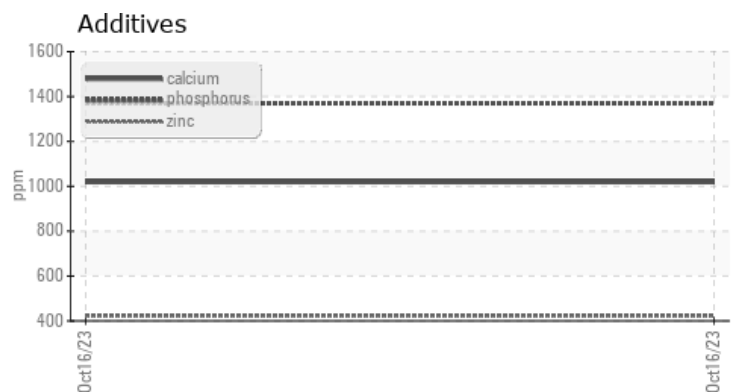 Additives
1600
1400
1200
1000
800
600
400
ppm
calcium
phosphorus
zinc
Oct16/23
Oct16/23